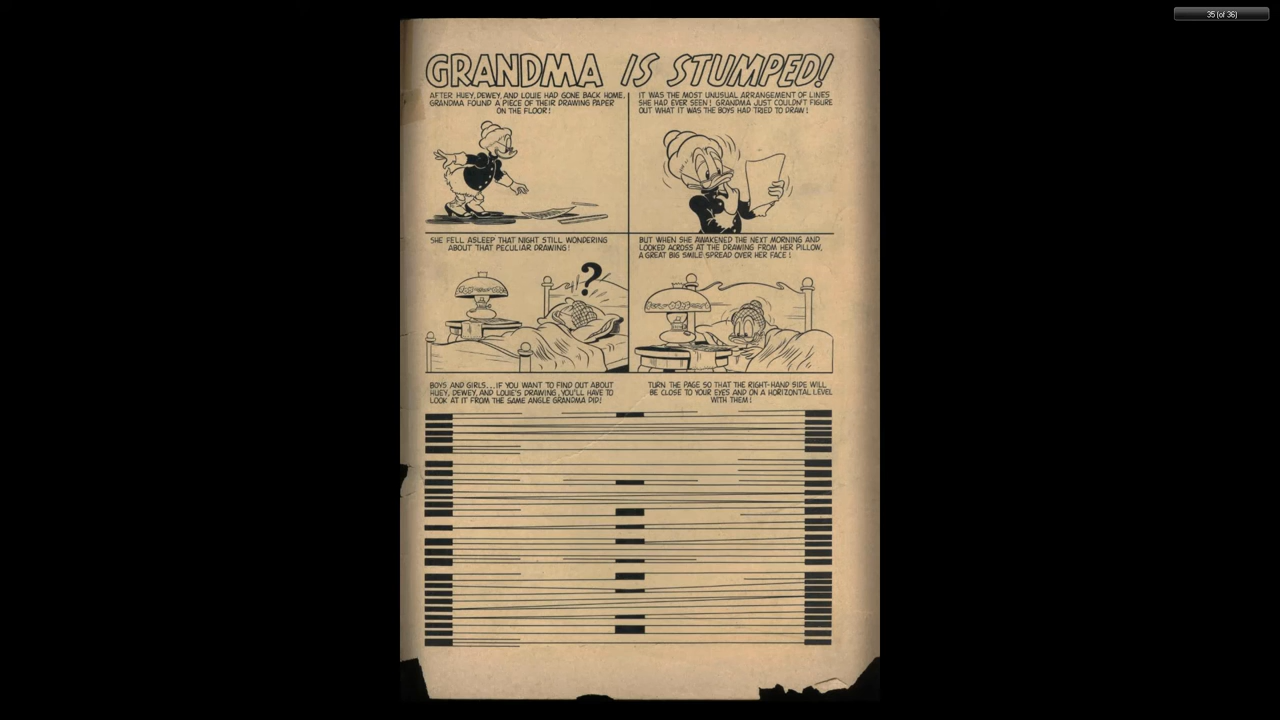 35 (of 36)
GRANDMA IS STUMPED!
AFTER HUEY, DEWEY, AND LOUIE HAD GONE BACK HOME,
GRANDMA FOUND A PIECE OF THEIR DRAWING PAPER
ON THE FLOOR!
IT WAS THE MOST UNUSUAL ARRANGEMENT OF LINES
SHE HAD EVER SEEN! GRANDMA JUST COULDN'T FIGURE
OUT WHAT IT WAS THE BOYS HAD TRIED TO DRAW!
SHE FELL ASLEEP THAT NIGHT STILL WONDERING
ABOUT THAT PECULIAR DRAWING!
?
BUT WHEN SHE AWAKENED THE NEXT MORNING AND
LOOKED ACROSS AT THE DRAWING FROM HER PILLOW,
A GREAT BIG SMILE SPREAD OVER HER FACE!
BOYS AND GIRLS...IF YOU WANT TO FIND OUT ABOUT
HUEY, DEWEY, AND LOUIE'S DRAWING, YOU'LL HAVE TO
LOOK AT IT FROM THE SAME ANGLE GRANDMA DID!
TURN THE PAGE SO THAT THE RIGHT-HAND SIDE WILL
BE CLOSE TO YOUR EYES AND ON A HORIZONTAL LEVEL
WITH THEM!